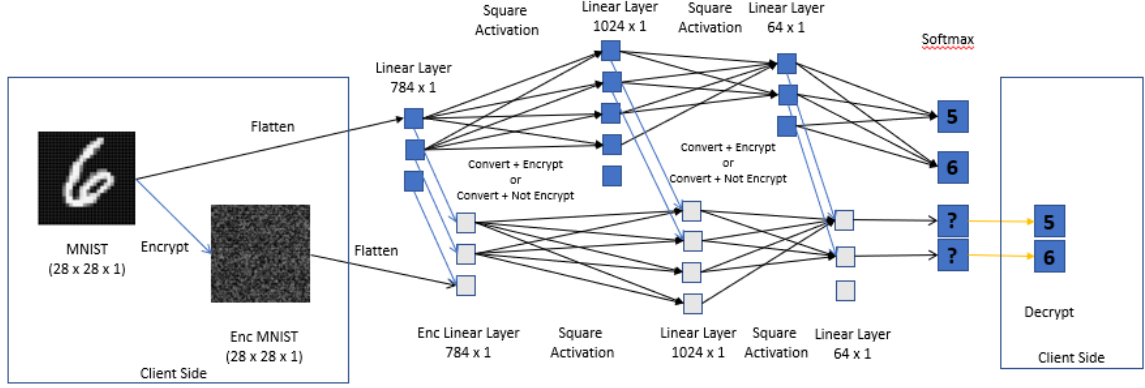 Square
Activation
Linear Layer
1024 x 1
Square
Activation
Linear Layer
64 x 1
Softmax
Linear Layer
784 x 1
Flatten
5
6
Convert + Encrypt
or
Convert + Not Encrypt
Convert + Encrypt
or
Convert + Not Encrypt
MNIST
(28 x 28 x 1)
Encrypt
Flatten
?
?
5
6
Enc MNIST
(28 x 28 x 1)
Enc Linear Layer
784 x 1
Square
Activation
Linear Layer
1024 x 1
Square
Activation
Linear Layer
64 x 1
Decrypt
Client Side
Client Side